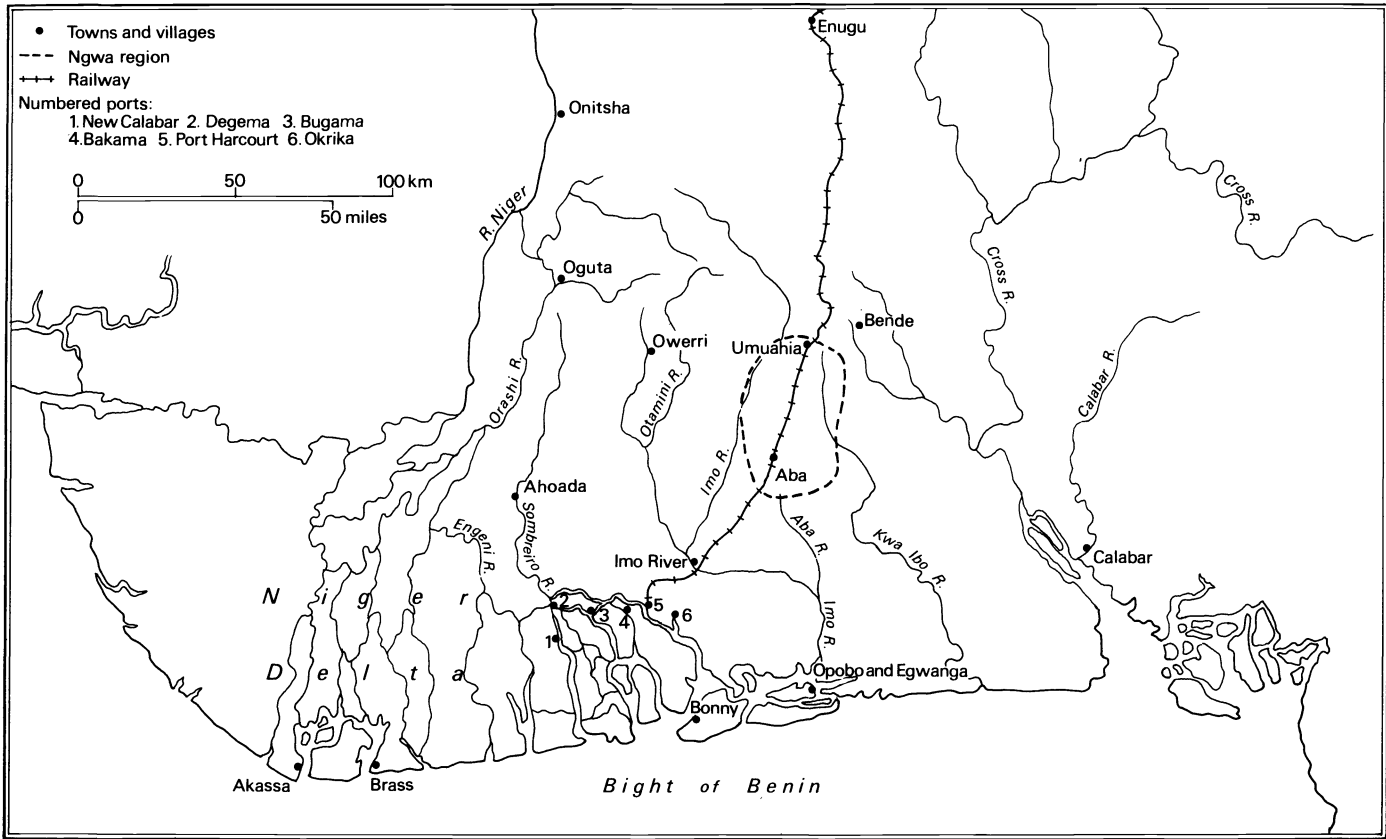 Towns and villages
Ngwa region
Railway
Numbered ports:
1. New Calabar 2. Degema 3. Bugama
4. Bakama 5. Port Harcourt 6. Okrika
0 50 100 km
0 50 miles
Enugu
Onitsha
R. Niger
Cross R.
Cross R.
Oguta
Bende
Owerri
Umuahia
Orashi R.
Otamini R.
Calabar R.
Imo R.
Aba
Ahoada
Sombreiro R.
Engeni R.
Aba R.
Kwa Ibo R.
Imo River
Calabar
Niger
Delta
2
3
4
5
6
1
Imo R.
Opobo and Egwanga
Bonny
Akassa
Brass
Bight of Benin